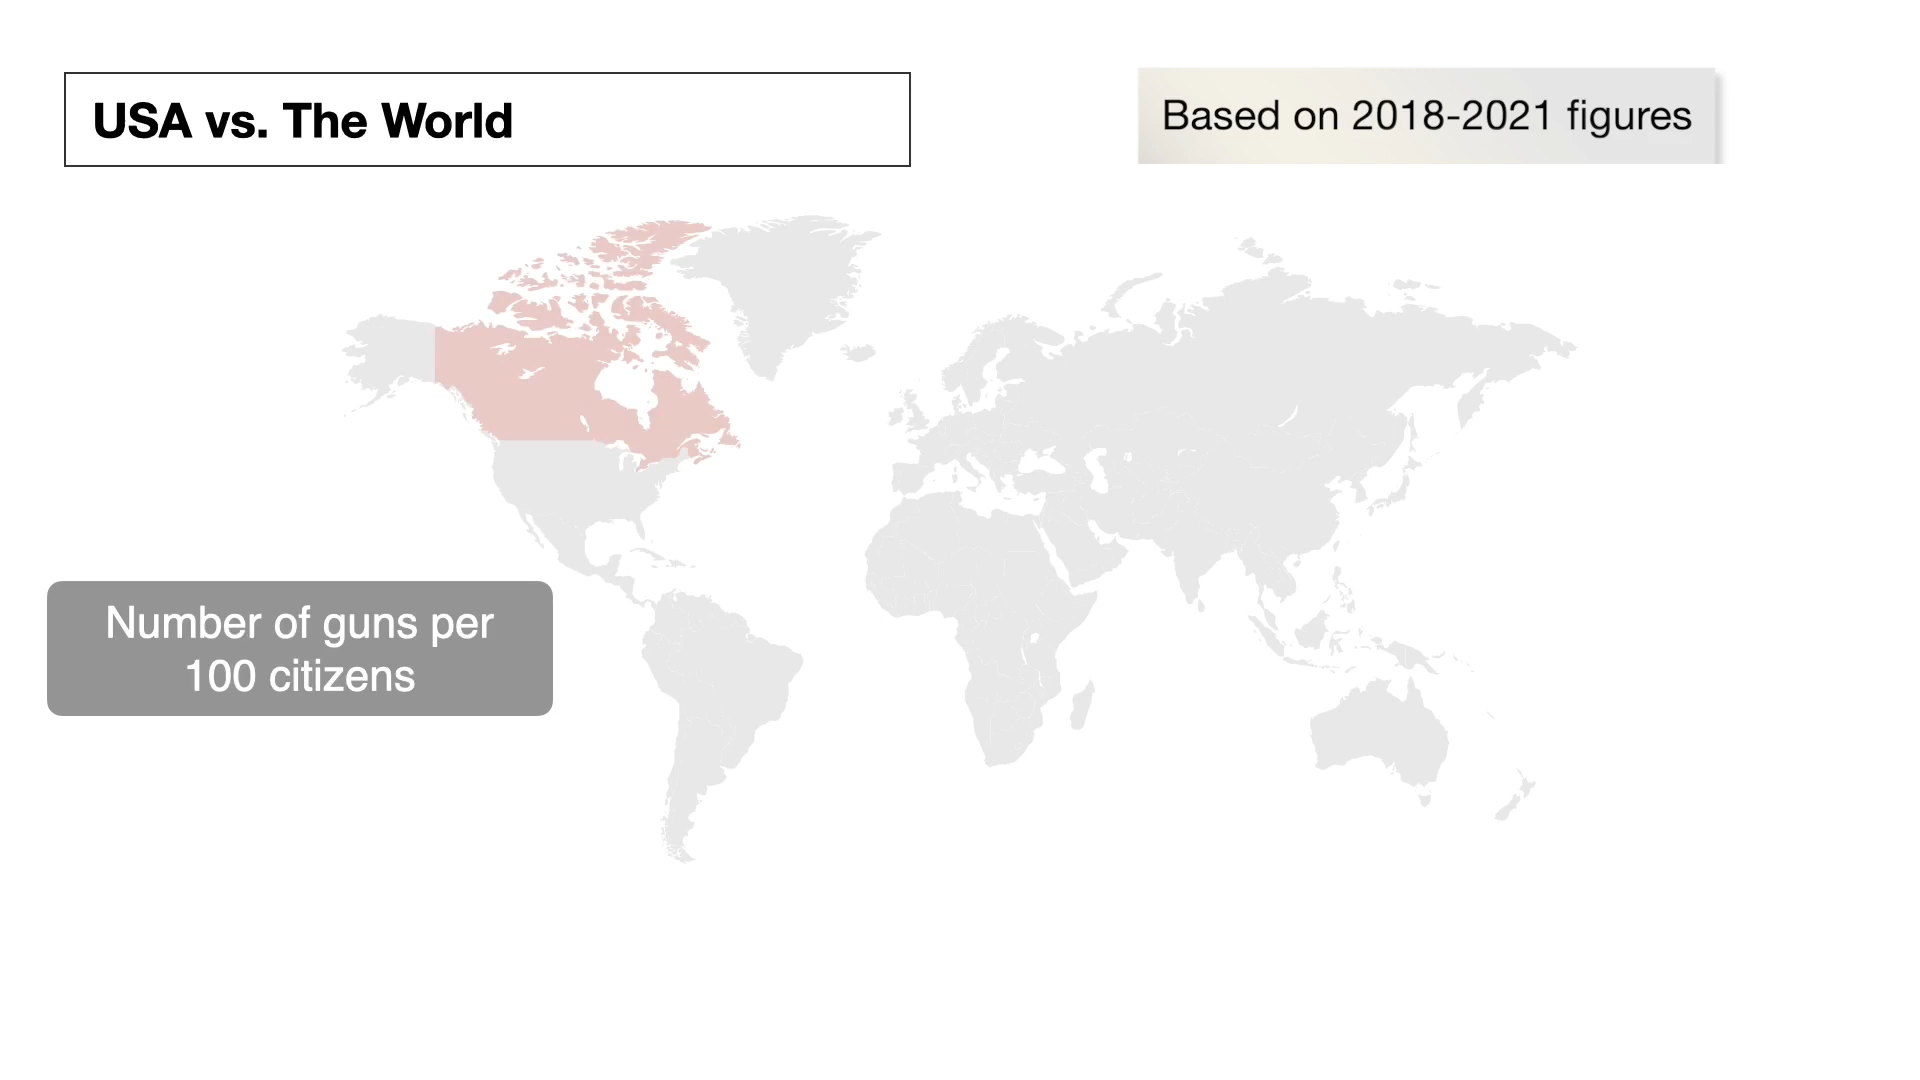 USA vs. The World
Based on 2018-2021 figures
Number of guns per
100 citizens